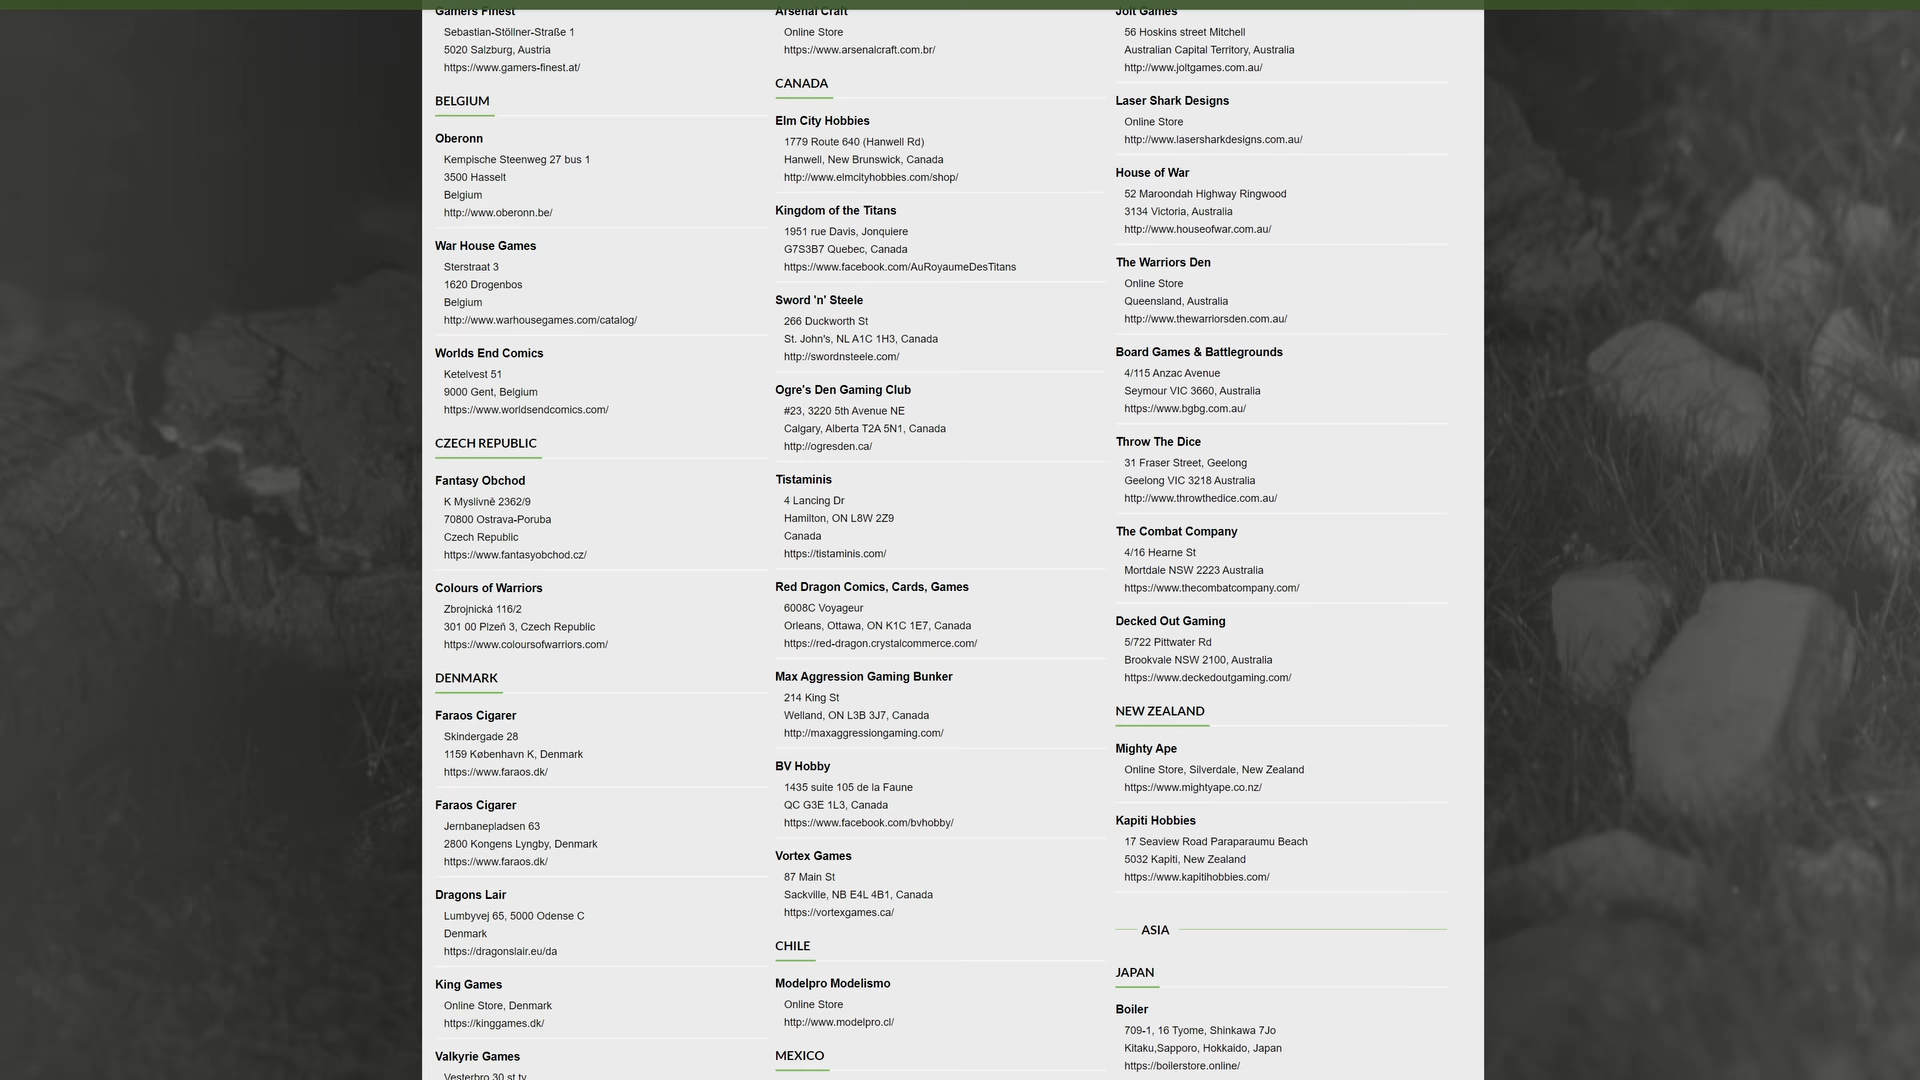 Gamers Finest
Sebastian-Stöllner-Straße 1
5020 Salzburg, Austria
https://www.gamers-finest.at/
BELGIUM
Oberonn
Kempische Steenweg 27 bus 1
3500 Hasselt
Belgium
http://www.oberonn.be/
War House Games
Sterstraat 3
1620 Drogenbos
Belgium
http://www.warhousegames.com/catalog/
Worlds End Comics
Ketelvest 51
9000 Gent, Belgium
https://www.worldsendcomics.com/
CZECH REPUBLIC
Fantasy Obchod
K Myslivně 2362/9
70800 Ostrava-Poruba
Czech Republic
https://www.fantasyobchod.cz/
Colours of Warriors
Zbrojnická 116/2
301 00 Plzeň 3, Czech Republic
https://www.coloursofwarriors.com/
DENMARK
Faraos Cigarer
Skindergade 28
1159 København K, Denmark
https://www.faraos.dk/
Faraos Cigarer
Jernbanepladsen 63
2800 Kongens Lyngby, Denmark
https://www.faraos.dk/
Dragons Lair
Lumbyvej 65, 5000 Odense C
Denmark
https://dragonslair.eu/da
King Games
Online Store, Denmark
https://kinggames.dk/
Valkyrie Games
Vesterbro 30 st tv
Arsenal Craft
Online Store
https://www.arsenalcraft.com.br/
CANADA
Elm City Hobbies
1779 Route 640 (Hanwell Rd)
Hanwell, New Brunswick, Canada
http://www.elmcityhobbies.com/shop/
Kingdom of the Titans
1951 rue Davis, Jonquiere
G7S3B7 Quebec, Canada
https://www.facebook.com/AuRoyaumeDesTitans
Sword 'n' Steele
266 Duckworth St
St. John's, NL A1C 1H3, Canada
http://swordnsteele.com/
Ogre's Den Gaming Club
#23, 3220 5th Avenue NE
Calgary, Alberta T2A 5N1, Canada
http://ogresden.ca/
Tistaminis
4 Lancing Dr
Hamilton, ON L8W 2Z9
Canada
https://tistaminis.com/
Red Dragon Comics, Cards, Games
6008C Voyageur
Orleans, Ottawa, ON K1C 1E7, Canada
https://red-dragon.crystalcommerce.com/
Max Aggression Gaming Bunker
214 King St
Welland, ON L3B 3J7, Canada
http://maxaggressiongaming.com/
BV Hobby
1435 suite 105 de la Faune
QC G3E 1L3, Canada
https://www.facebook.com/bvhobby/
Vortex Games
87 Main St
Sackville, NB E4L 4B1, Canada
https://vortexgames.ca/
CHILE
Modelpro Modelismo
Online Store
http://www.modelpro.cl/
MEXICO
Jolt Games
56 Hoskins street Mitchell
Australian Capital Territory, Australia
http://www.joltgames.com.au/
Laser Shark Designs
Online Store
http://www.lasersharkdesigns.com.au/
House of War
52 Maroondah Highway Ringwood
3134 Victoria, Australia
http://www.houseofwar.com.au/
The Warriors Den
Online Store
Queensland, Australia
http://www.thewarriorsden.com.au/
Board Games & Battlegrounds
4/115 Anzac Avenue
Seymour VIC 3660, Australia
https://www.bgbg.com.au/
Throw The Dice
31 Fraser Street, Geelong
Geelong VIC 3218 Australia
http://www.throwthedice.com.au/
The Combat Company
4/16 Hearne St
Mortdale NSW 2223 Australia
https://www.thecombatcompany.com/
Decked Out Gaming
5/722 Pittwater Rd
Brookvale NSW 2100, Australia
https://www.deckedoutgaming.com/
NEW ZEALAND
Mighty Ape
Online Store, Silverdale, New Zealand
https://www.mightyape.co.nz/
Kapiti Hobbies
17 Seaview Road Paraparaumu Beach
5032 Kapiti, New Zealand
https://www.kapitihobbies.com/
ASIA
JAPAN
Boiler
709-1, 16 Tyome, Shinkawa 7Jo
Kitaku,Sapporo, Hokkaido, Japan
https://boilerstore.online/